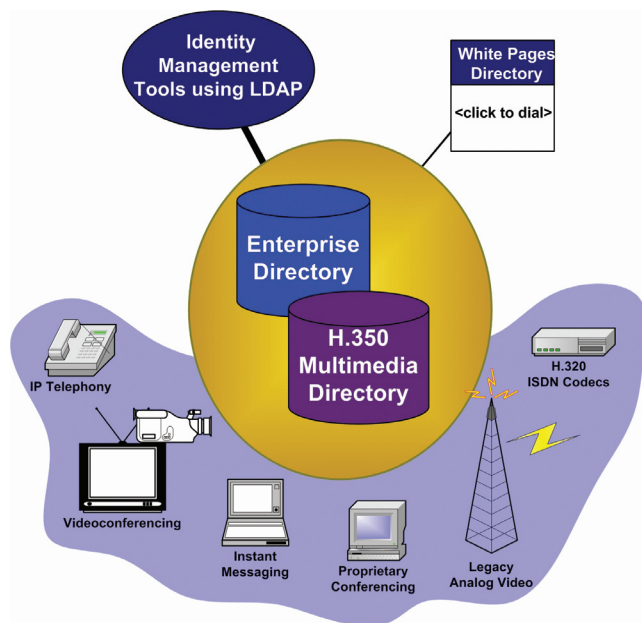 Identity
Management
Tools using LDAP
White Pages
Directory
<click to dial>
Enterprise
Directory
H.350
Multimedia
Directory
IP Telephony
H.320
ISDN Codecs
Videoconferencing
Instant
Messaging
Proprietary
Conferencing
Legacy
Analog Video